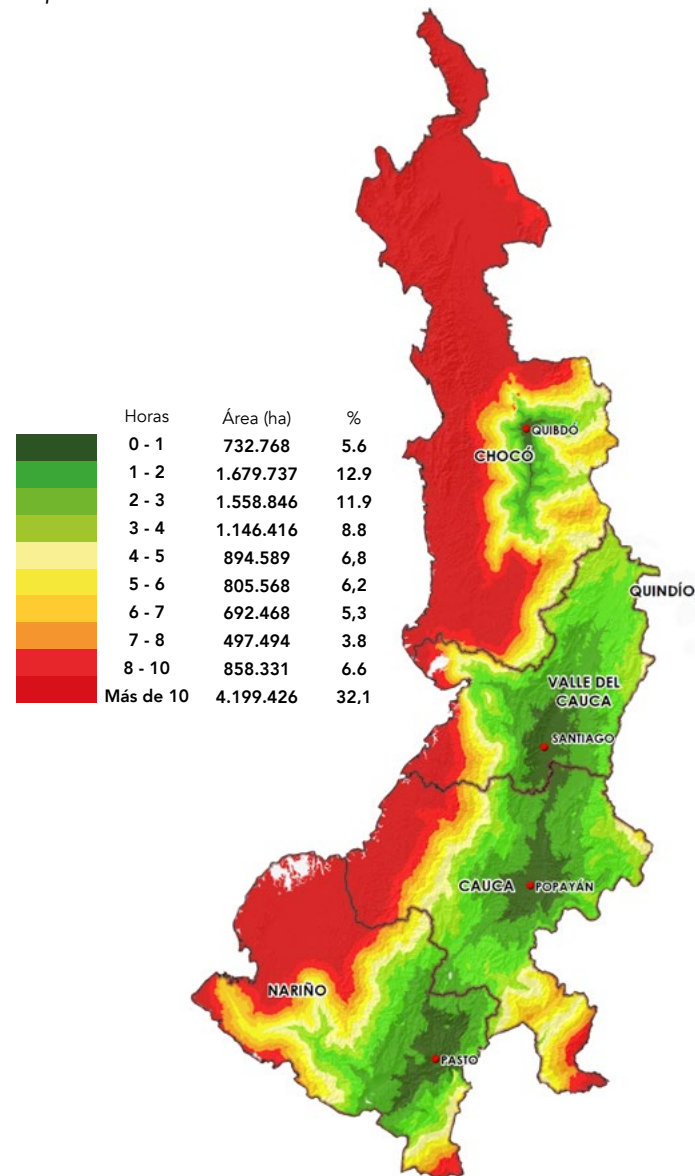 QUIBDÓ
CHOCÓ
Horas Área (ha) %
0 - 1 732.768 5.6
1 - 2 1.679.737 12.9
2 - 3 1.558.846 11.9
3 - 4 1.146.416 8.8
4 - 5 894.589 6,8
5 - 6 805.568 6,2
6 - 7 692.468 5,3
7 - 8 497.494 3.8
8 - 10 858.331 6.6
Más de 10 4.199.426 32,1
QUINDÍO
VALLE DEL
CAUCA
SANTIAGO
CAUCA
POPAYÁN
NARIÑO
PASTO